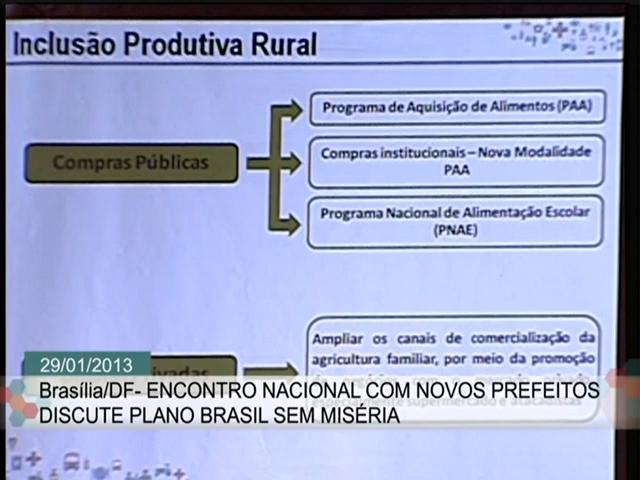 Inclusão Produtiva Rural
Compras Públicas
Programa de Aquisição de Alimentos (PAA)
Compras institucionais – Nova Modalidade
PAA
Programa Nacional de Alimentação Escolar
(PNAE)
Ampliar os canais de comercialização da
agricultura familiar, por meio da promoção
29/01/2013
Brasília/DF- ENCONTRO NACIONAL COM NOVOS PREFEITOS
DISCUTE PLANO BRASIL SEM MISÉRIA